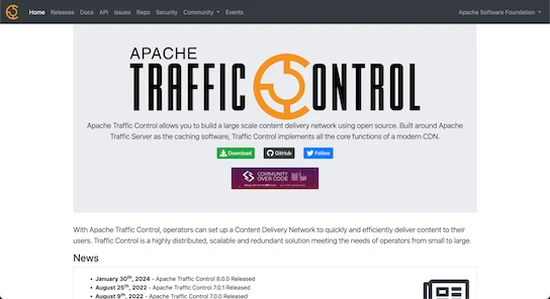 Home Releases Docs API Issues Repo Security Community Events Apache Software Foundation
APACHE
TRAFFIC CONTROL
Apache Traffic Control allows you to build a large scale content delivery network using open source. Built around Apache
Traffic Server as the caching software, Traffic Control implements all the core functions of a modern CDN.
Download GitHub Follow
COMMUNITY
OVER CODE
With Apache Traffic Control, operators can set up a Content Delivery Network to quickly and efficiently deliver content to their
users. Traffic Control is a highly distributed, scalable and redundant solution meeting the needs of operators from small to large.
News
January 30th, 2024 - Apache Traffic Control 8.0.0 Released
August 25th, 2022 - Apache Traffic Control 7.0.1 Released
August 9th, 2022 - Apache Traffic Control 7.0.0 Released